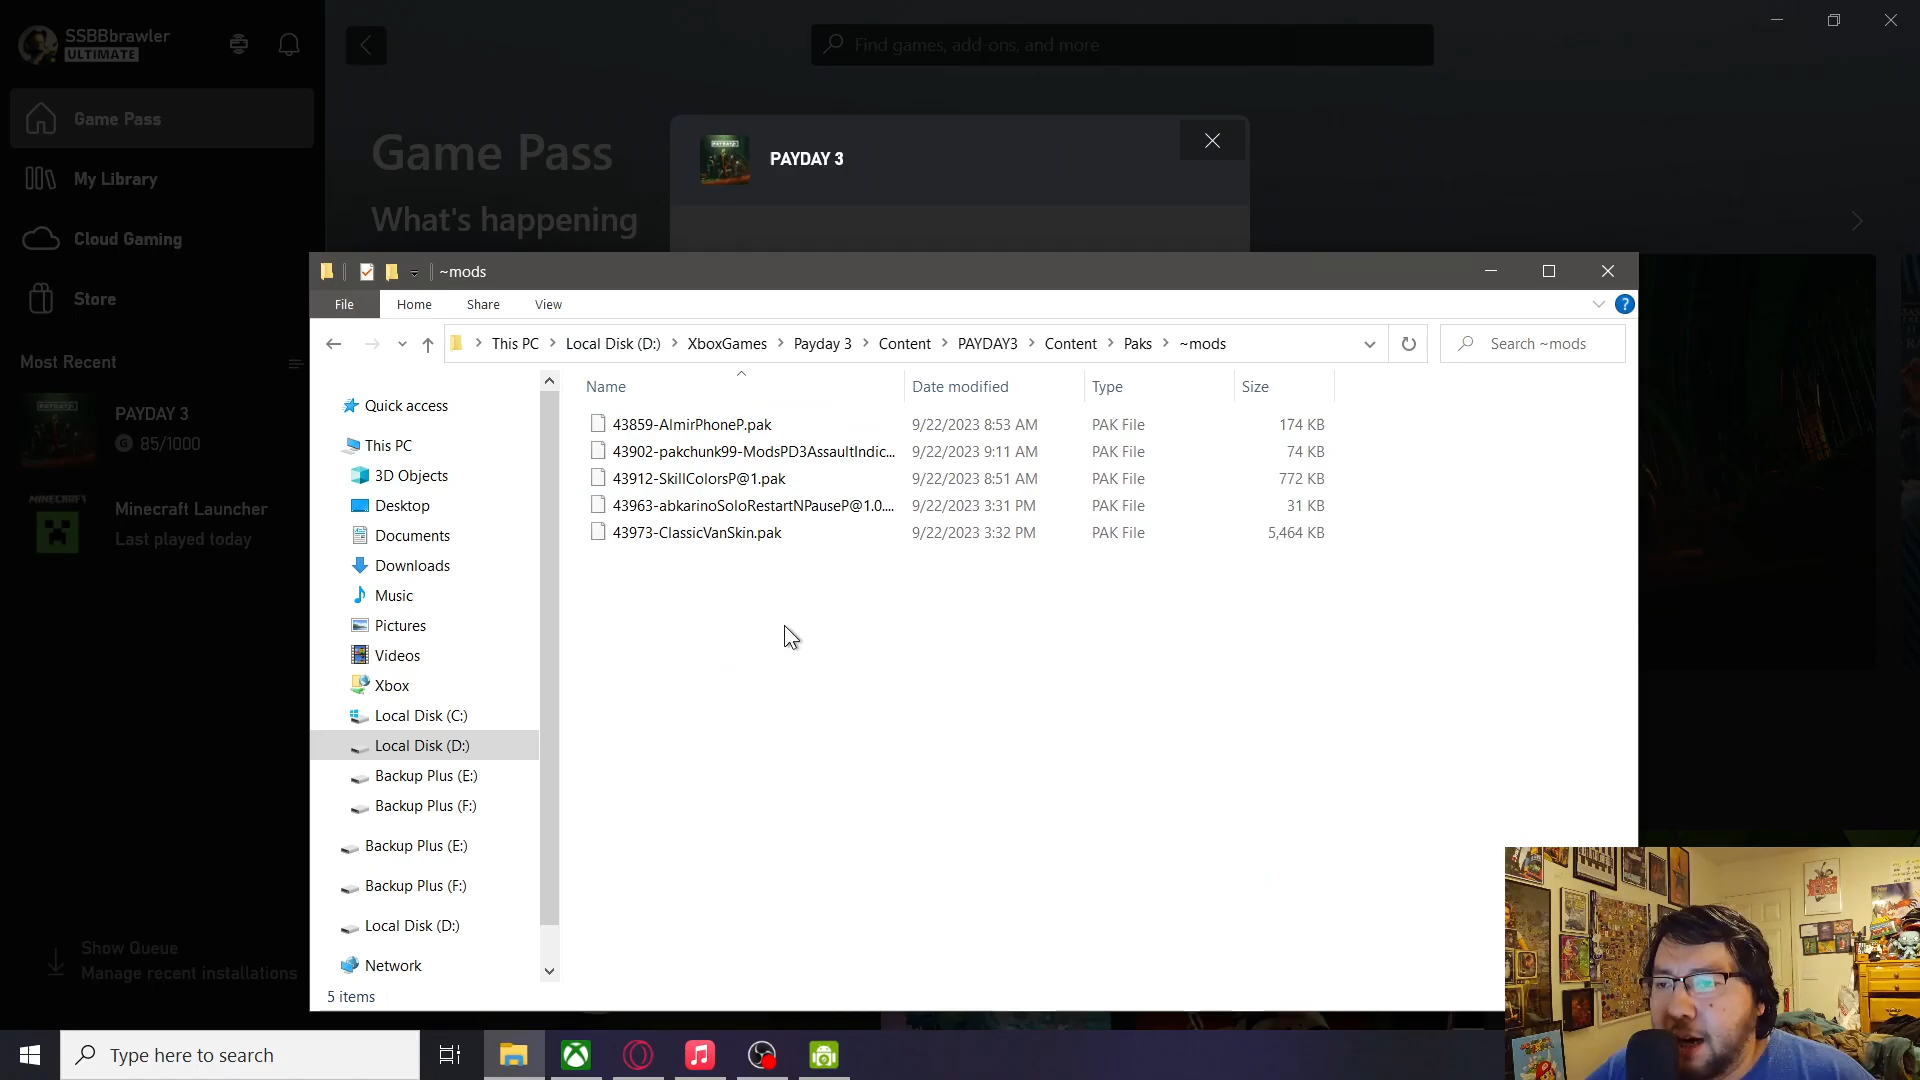 SSBBbrawler
ULTIMATE
Find games, add-ons, and more
Game Pass
My Library
Cloud Gaming
Store
Most Recent
PAYDAY 3
85/1000
Minecraft Launcher
Last played today
Show Queue
Manage recent installations
Game Pass
What's happening
PAYDAY 3
~mods
File Home Share View
This PC > Local Disk (D:) > XboxGames > Payday 3 > Content > PAYDAY3 > Content > Paks > ~mods
Search ~mods
Name Date modified Type Size
43859-AlmirPhoneP.pak 9/22/2023 8:53 AM PAK File 174 KB
43902-pakchunk99-ModsPD3AssaultIndic... 9/22/2023 9:11 AM PAK File 74 KB
43912-SkillColorsP@1.pak 9/22/2023 8:51 AM PAK File 772 KB
43963-abkarinoSoloRestartNPauseP@1.0.... 9/22/2023 3:31 PM PAK File 31 KB
43973-ClassicVanSkin.pak 9/22/2023 3:32 PM PAK File 5,464 KB
Quick access
This PC
3D Objects
Desktop
Documents
Downloads
Music
Pictures
Videos
Xbox
Local Disk (C:)
Local Disk (D:)
Backup Plus (E:)
Backup Plus (F:)
Backup Plus (E:)
Backup Plus (F:)
Local Disk (D:)
Network
5 items
Type here to search